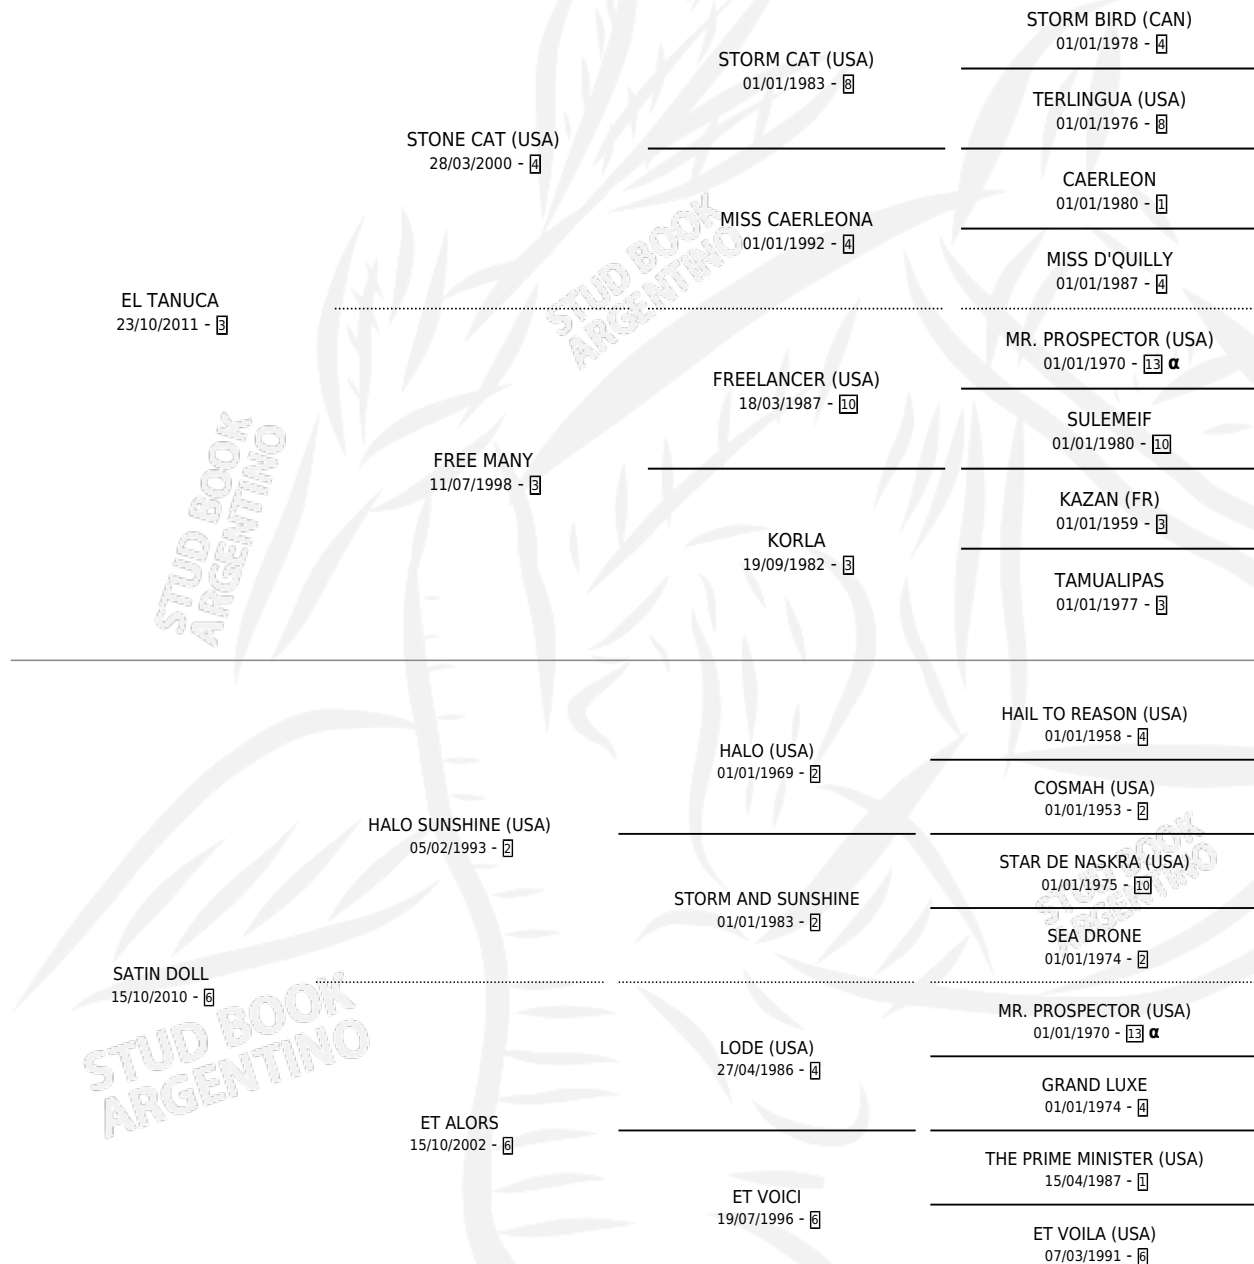 STORM BIRD (CAN)
01/01/1978 - 4
STORM CAT (USA)
01/01/1983 - 8
TERLINGUA (USA)
01/01/1976 - 8
STONE CAT (USA)
28/03/2000 - 4
CAERLEON
01/01/1980 - 1
MISS CAERLEONA
01/01/1992 - 4
MISS D'QUILLY
01/01/1987 - 4
EL TANUCA
23/10/2011 - 3
MR. PROSPECTOR (USA)
01/01/1970 - 13 α
FREELANCER (USA)
18/03/1987 - 10
SULEMEIF
01/01/1980 - 10
FREE MANY
11/07/1998 - 3
KAZAN (FR)
01/01/1959 - 3
KORLA
19/09/1982 - 3
TAMUALIPAS
01/01/1977 - 3
HAIL TO REASON (USA)
01/01/1958 - 4
HALO (USA)
01/01/1969 - 2
COSMAH (USA)
01/01/1953 - 2
HALO SUNSHINE (USA)
05/02/1993 - 2
STAR DE NASKRA (USA)
01/01/1975 - 10
STORM AND SUNSHINE
01/01/1983 - 2
SEA DRONE
01/01/1974 - 2
SATIN DOLL
15/10/2010 - 6
MR. PROSPECTOR (USA)
01/01/1970 - 13 α
LODE (USA)
27/04/1986 - 4
GRAND LUXE
01/01/1974 - 4
ET ALORS
15/10/2002 - 6
THE PRIME MINISTER (USA)
15/04/1987 - 1
ET VOICI
19/07/1996 - 6
ET VOILA (USA)
07/03/1991 - 6
STUD BOOK
ARGENTINO
STUD BOOK
ARGENTINO
STUD BOOK
ARGENTINO
STUD BOOK
ARGENTINO